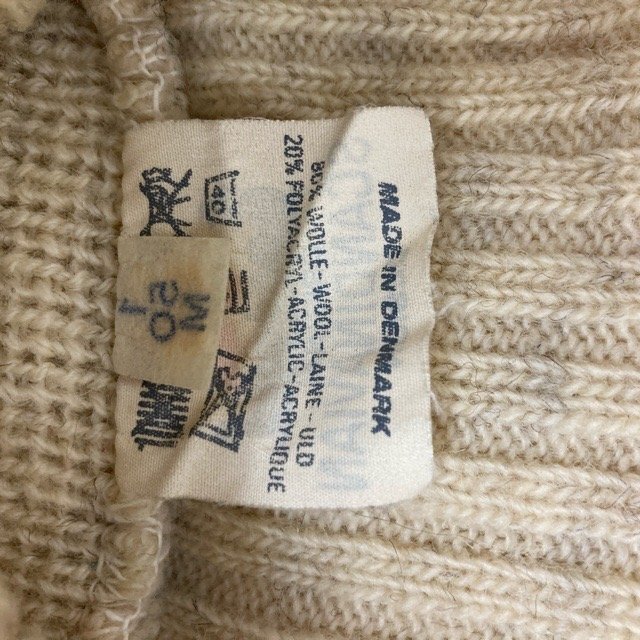 MADE IN DENMARK
80% WOLLE-WOOL-LAINE-ULD
20% POLYACRYL-ACRYLIC-ACRYLIQUE
40
M
50